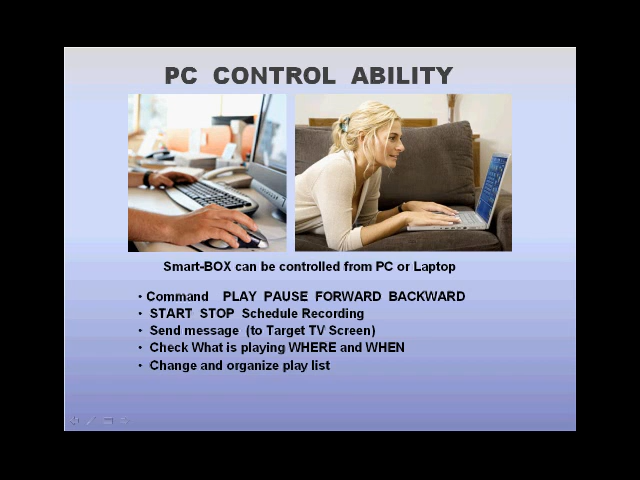 PC CONTROL ABILITY
Smart-BOX can be controlled from PC or Laptop
• Command PLAY PAUSE FORWARD BACKWARD
• START STOP Schedule Recording
• Send message (to Target TV Screen)
• Check What is playing WHERE and WHEN
• Change and organize play list